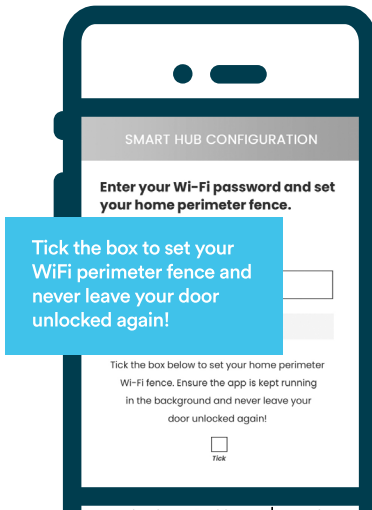 SMART HUB CONFIGURATION
Enter your Wi-Fi password and set
your home perimeter fence.
Tick the box to set your
WiFi perimeter fence and
never leave your door
unlocked again!
Tick the box below to set your home perimeter
Wi-Fi fence. Ensure the app is kept running
in the background and never leave your
door unlocked again!
Tick